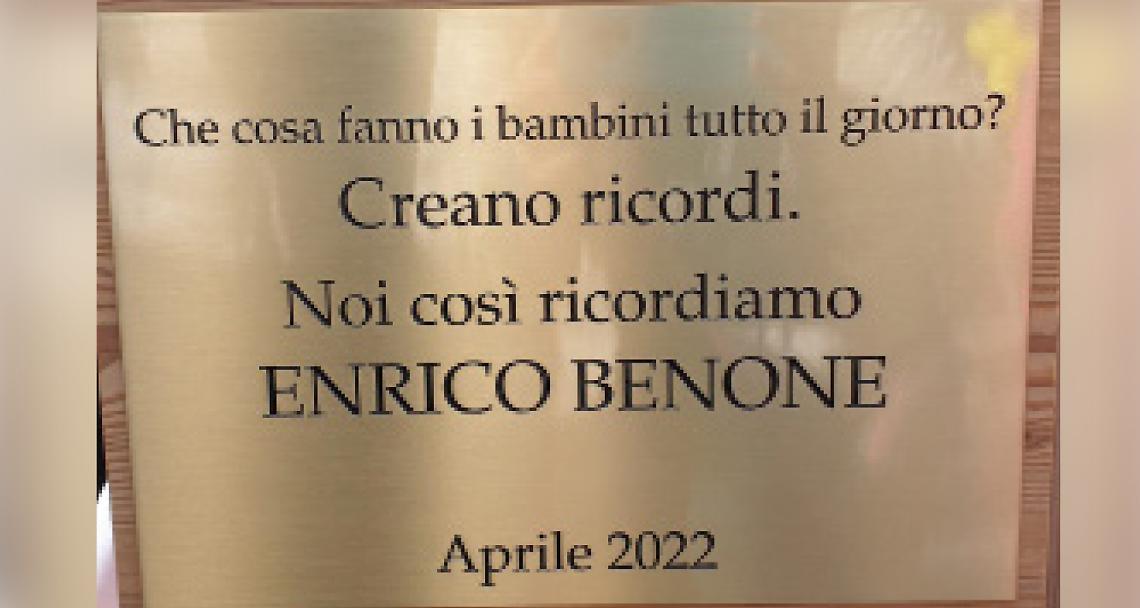 Che cosa fanno i bambini tutto il giorno?
Creano ricordi.
Noi così ricordiamo
ENRICO BENONE
Aprile 2022